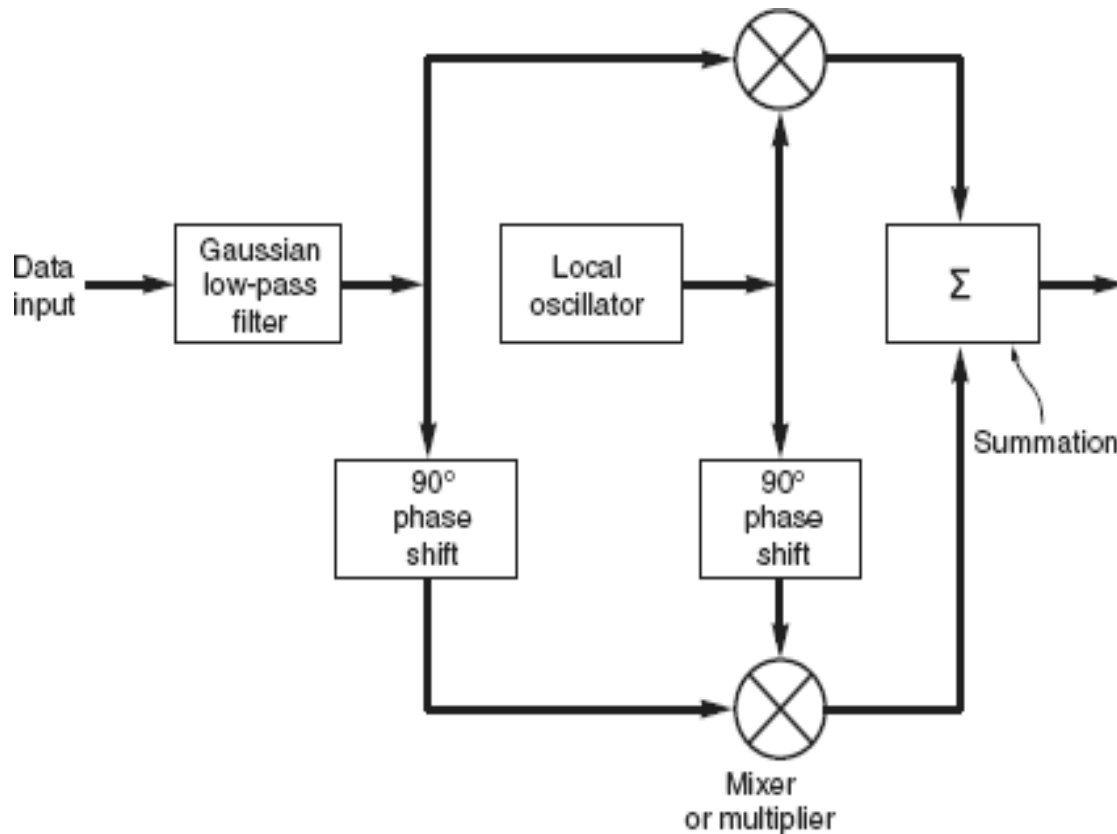 Data
input
Gaussian
low-pass
filter
Local
oscillator
Σ
Summation
90°
phase
shift
90°
phase
shift
Mixer
or multiplier